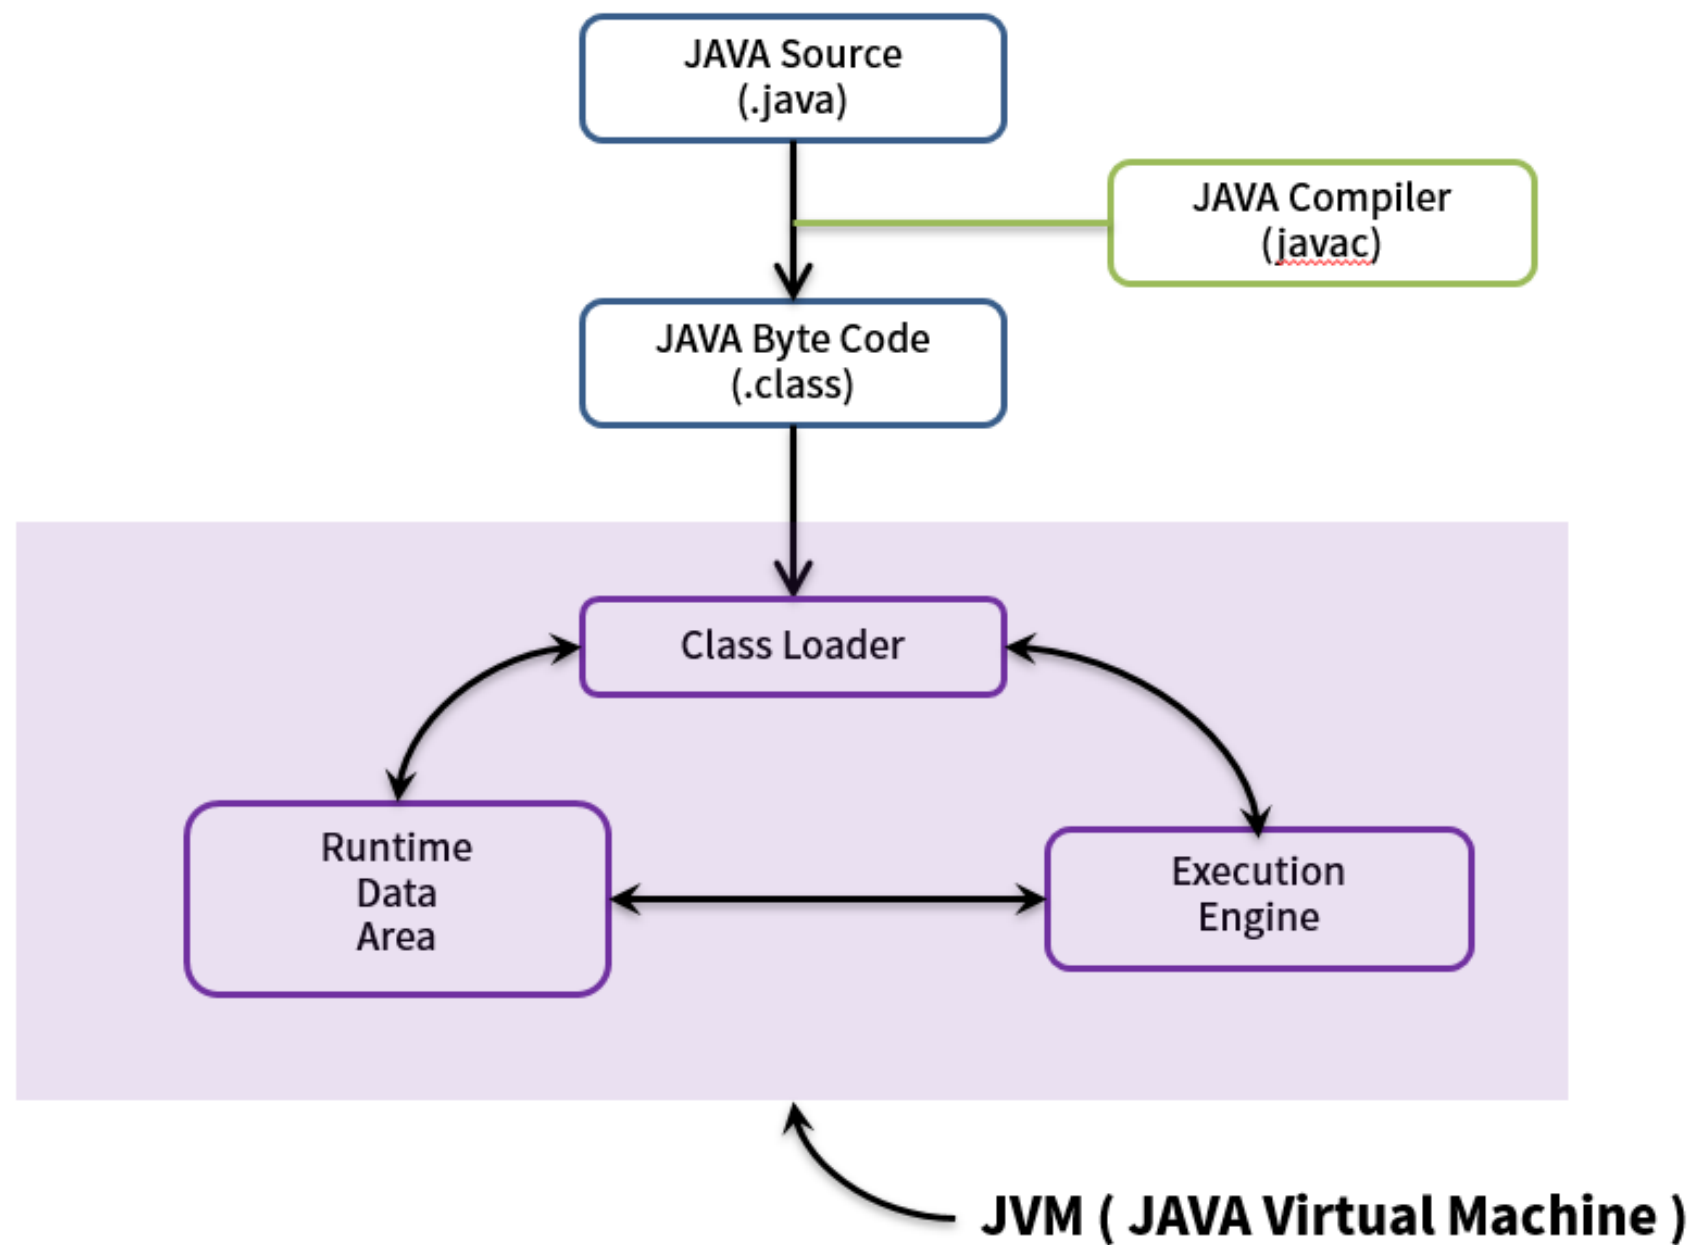 JAVA Source
(.java)
JAVA Compiler
(javac)
JAVA Byte Code
(.class)
Class Loader
Runtime
Data
Area
Execution
Engine
JVM ( JAVA Virtual Machine )